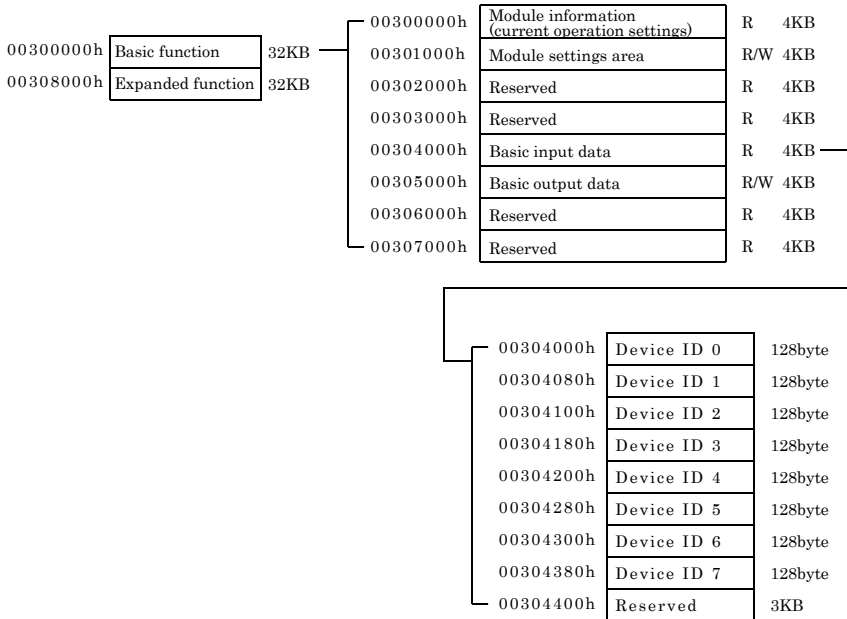 00300000h Basic function 32KB
00308000h Expanded function 32KB
00300000h Module information (current operation settings) R 4KB
00301000h Module settings area R/W 4KB
00302000h Reserved R 4KB
00303000h Reserved R 4KB
00304000h Basic input data R 4KB
00305000h Basic output data R/W 4KB
00306000h Reserved R 4KB
00307000h Reserved R 4KB
00304000h Device ID 0 128byte
00304080h Device ID 1 128byte
00304100h Device ID 2 128byte
00304180h Device ID 3 128byte
00304200h Device ID 4 128byte
00304280h Device ID 5 128byte
00304300h Device ID 6 128byte
00304380h Device ID 7 128byte
00304400h Reserved 3KB